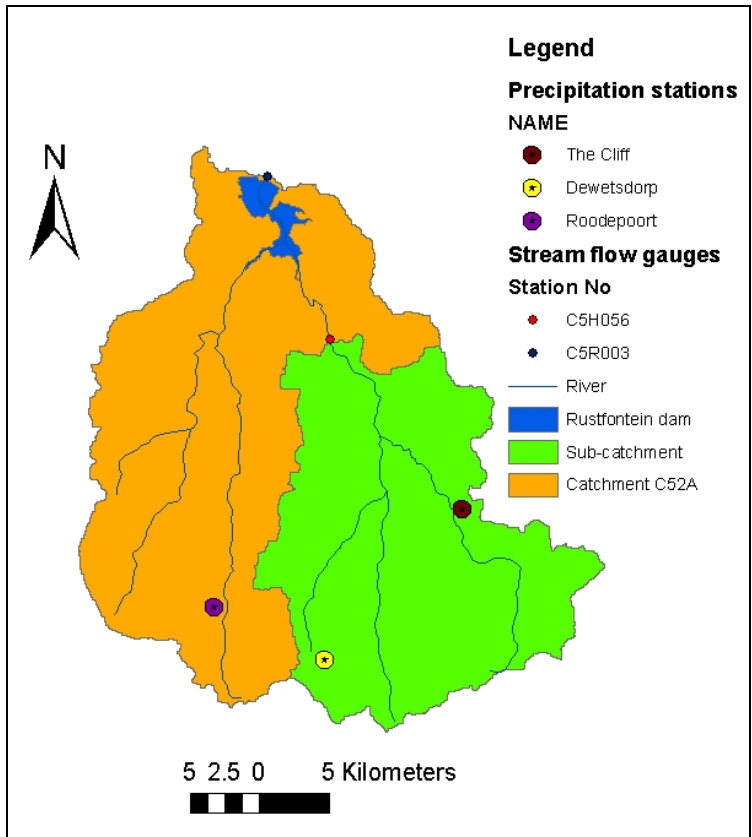 Legend
Precipitation stations
NAME
The Cliff
Dewetsdorp
Roodepoort
Stream flow gauges
Station No
C5H056
C5R003
River
Rustfontein dam
Sub-catchment
Catchment C52A
N
5 2.5 0 5 Kilometers